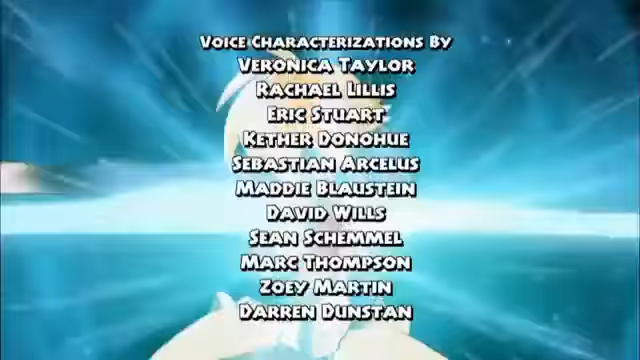 Voice Characterizations By
Veronica Taylor
Rachael Lillis
Eric Stuart
Kether Donohue
Sebastian Arcelus
Maddie Blaustein
David Wills
Sean Schemmel
Marc Thompson
Zoey Martin
Darren Dunstan